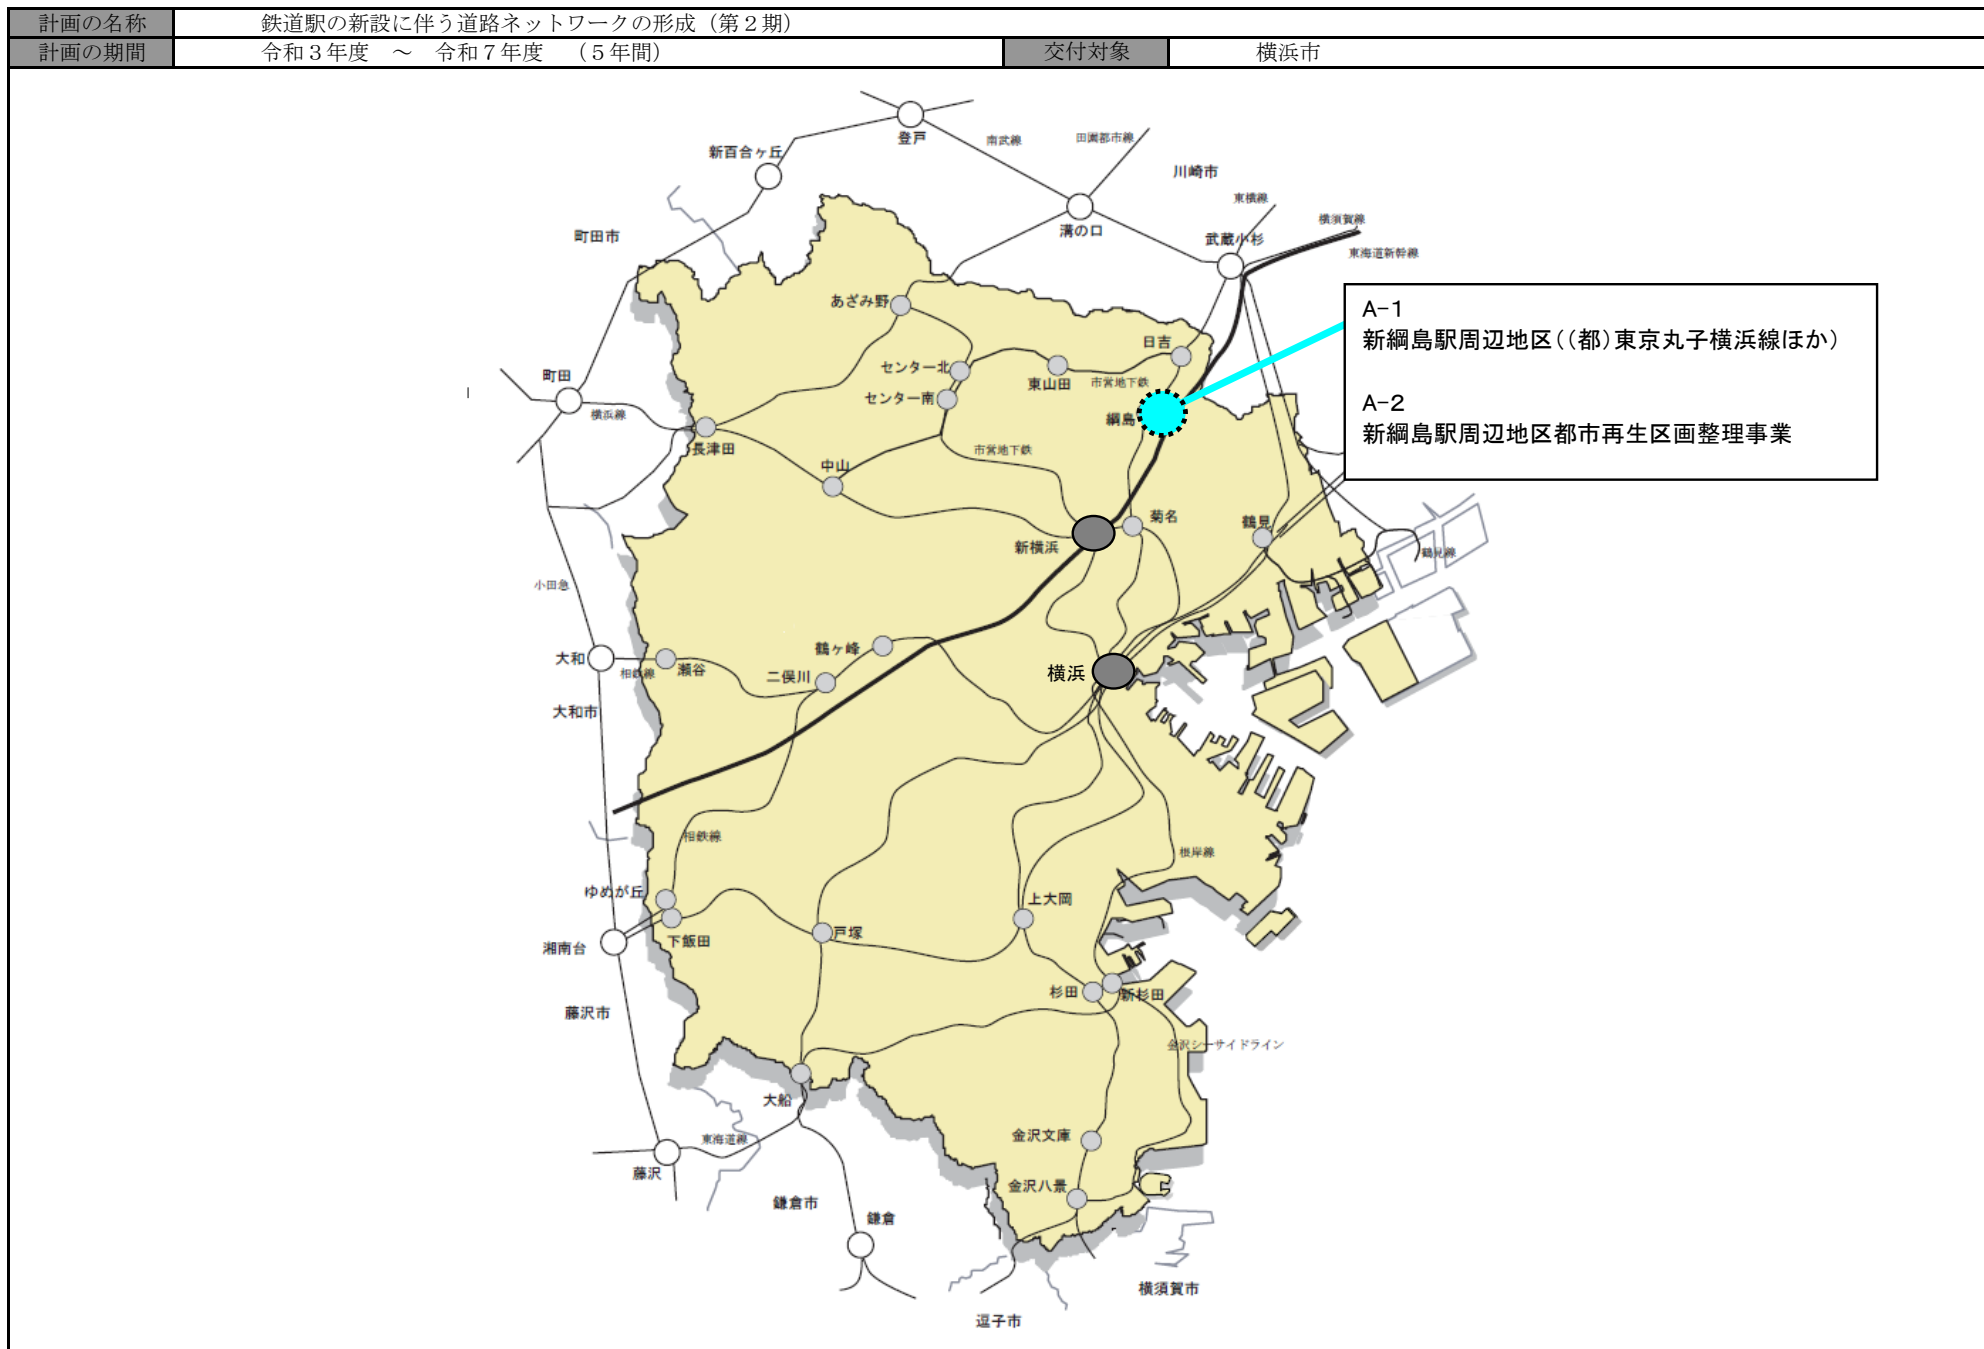 計画の名称 鉄道駅の新設に伴う道路ネットワークの形成（第２期）
計画の期間 令和３年度 ～ 令和７年度 （５年間） 交付対象 横浜市
登戸
南武線
田園都市線
新百合ヶ丘
川崎市
東横線
溝の口
横須賀線
町田市
武蔵小杉
東海道新幹線
あざみ野
A-1
新綱島駅周辺地区((都)東京丸子横浜線ほか)
A-2
新綱島駅周辺地区都市再生区画整理事業
日吉
センター北
東山田
市営地下鉄
町田
センター南
横浜線
綱島
長津田
市営地下鉄
中山
菊名
鶴見
新横浜
鶴見線
小田急
鶴ヶ峰
大和
相鉄線
瀬谷
二俣川
横浜
大和市
相鉄線
根岸線
ゆめが丘
上大岡
下飯田
戸塚
湘南台
杉田
新杉田
藤沢市
金沢シーサイドライン
大船
金沢文庫
東海道線
藤沢
金沢八景
鎌倉市
鎌倉
横須賀市
逗子市